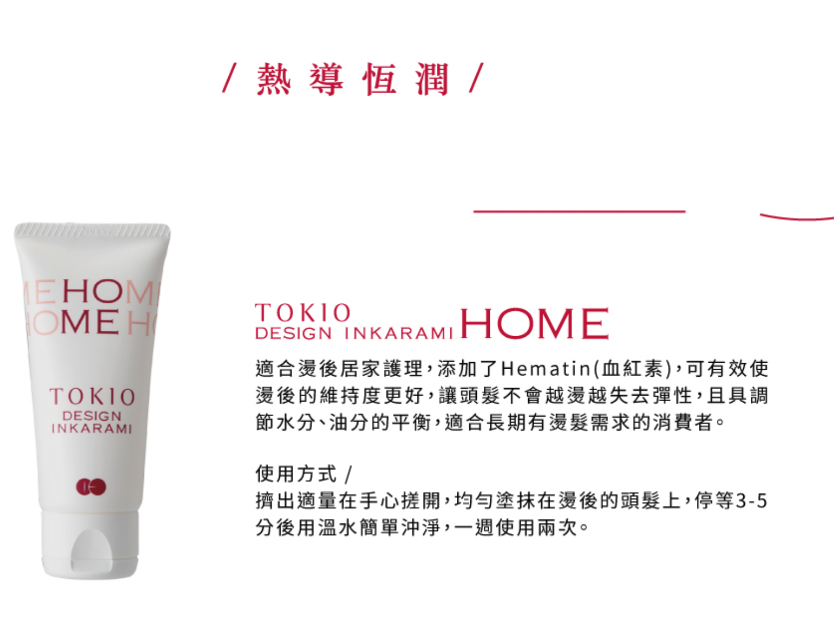 / 熱導恆潤 /
MEHOME
HOMEHO
TOKIO
DESIGN
INKARAMI
TOKIO
DESIGN INKARAMI HOME
適合燙後居家護理，添加了Hematin(血紅素)，可有效使
燙後的維持度更好，讓頭髮不會越燙越失去彈性，且具調
節水分、油分的平衡，適合長期有燙髮需求的消費者。
使用方式 /
擠出適量在手心搓開，均勻塗抹在燙後的頭髮上，停等3-5
分後用溫水簡單沖淨，一週使用兩次。